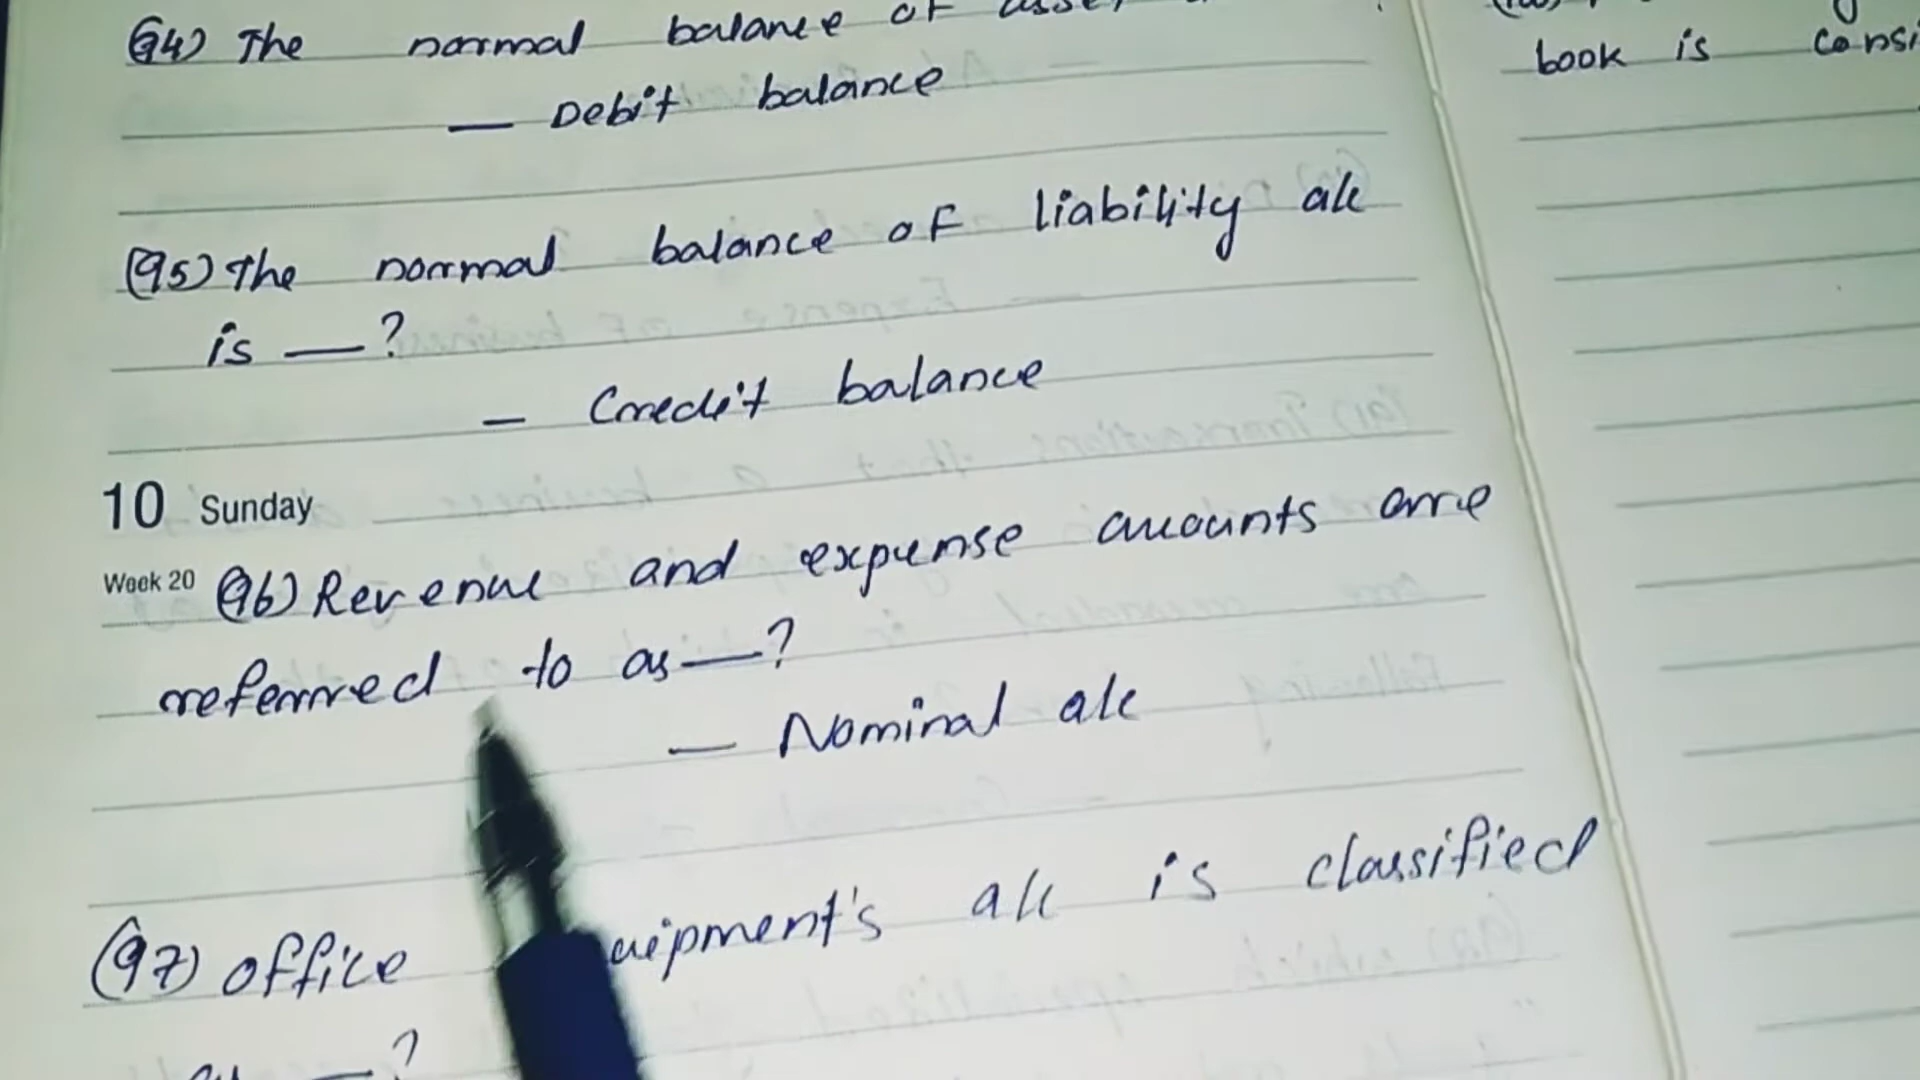 (94) The normal balance of
— Debit balance
(95) The normal balance of liability a/c
is — ?
— Credit balance
10 Sunday
Week 20
(96) Revenue and expense accounts are
referred to as — ?
— Nominal a/c
(97) office uipment's a/c is classified
— ?
book is consi